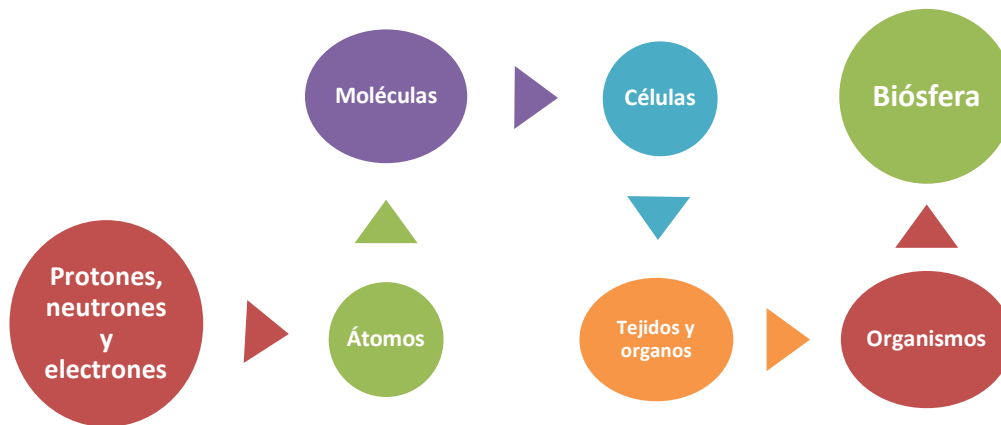 Protones,
neutrones
y
electrones
Átomos
Moléculas
Células
Tejidos y
organos
Organismos
Biósfera